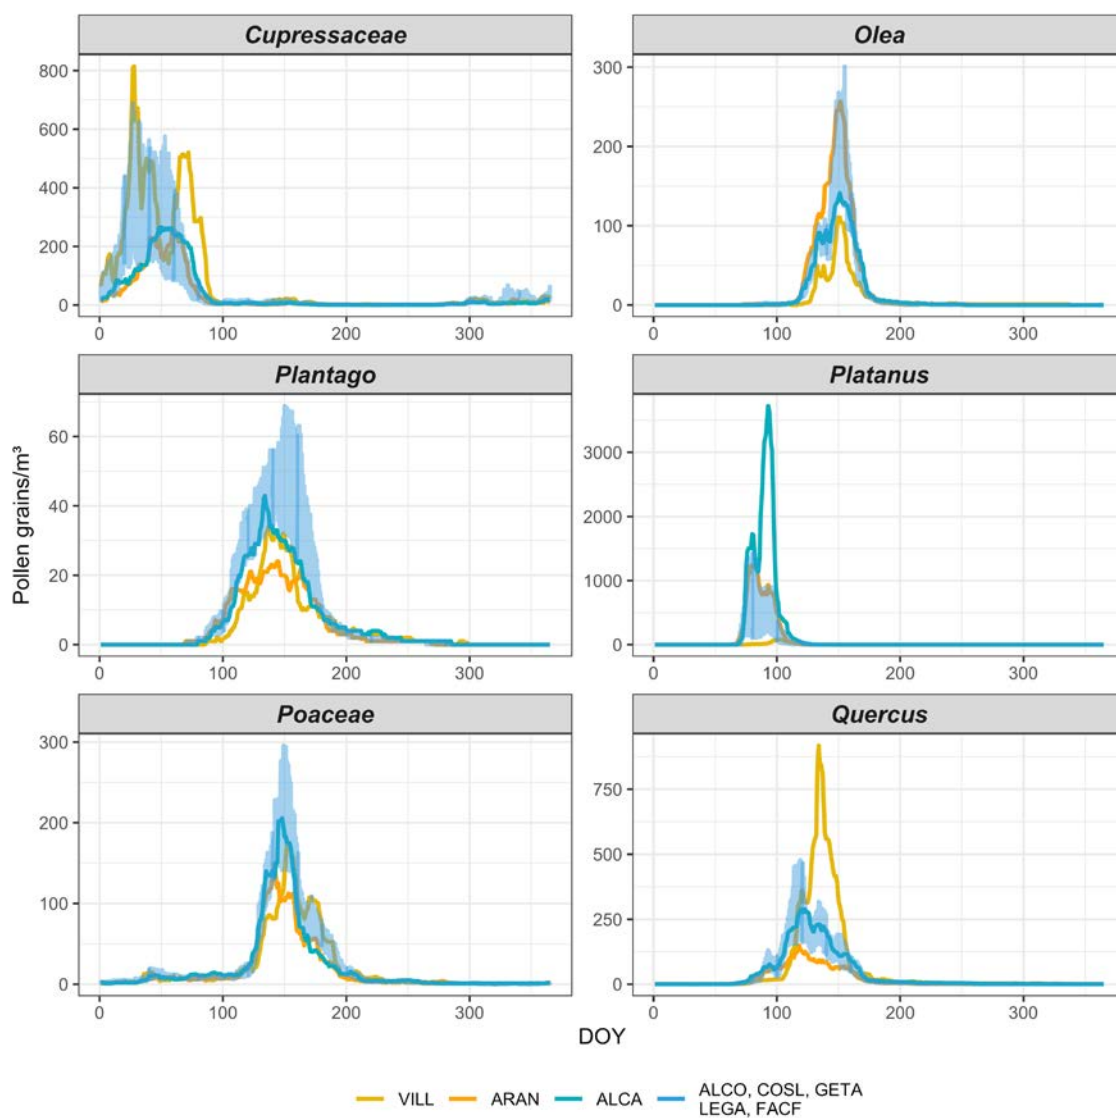 Cupressaceae
Olea
800
600
400
200
0
0 100 200 300
300
200
100
0
0 100 200 300
Plantago
Platanus
60
40
20
0
0 100 200 300
3000
2000
1000
0
0 100 200 300
Poaceae
Quercus
300
200
100
0
0 100 200 300
750
500
250
0
0 100 200 300
Pollen grains/m³
DOY
VILL ARAN ALCA ALCO, COSL, GETA
LEGA, FACF